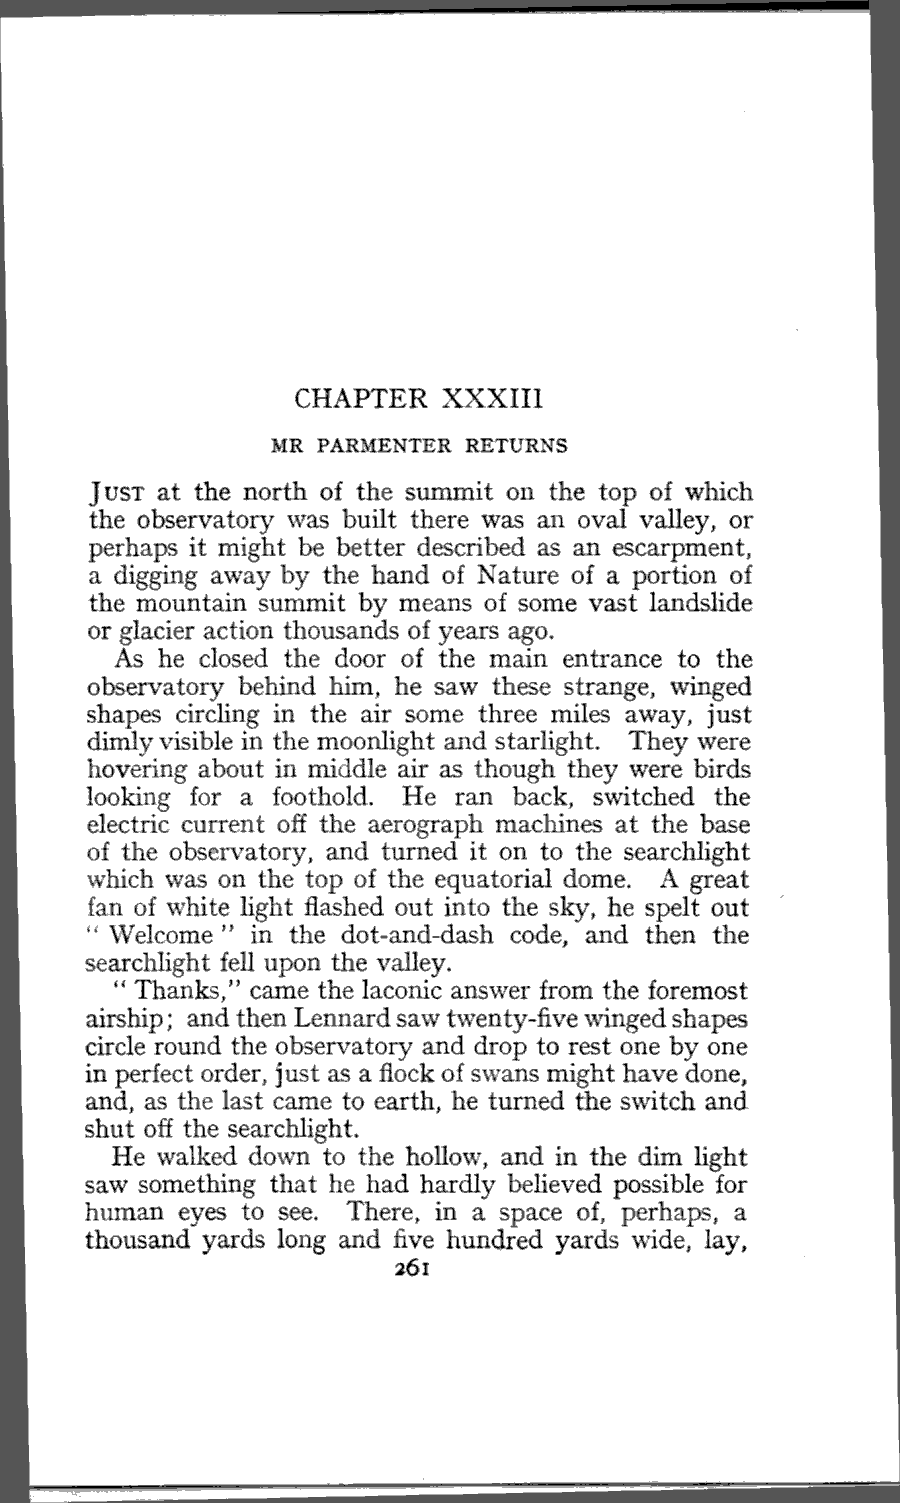 CHAPTER XXXIII
MR PARMENTER RETURNS
JUST at the north of the summit on the top of which
the observatory was built there was an oval valley, or
perhaps it might be better described as an escarpment,
a digging away by the hand of Nature of a portion of
the mountain summit by means of some vast landslide
or glacier action thousands of years ago.
As he closed the door of the main entrance to the
observatory behind him, he saw these strange, winged
shapes circling in the air some three miles away, just
dimly visible in the moonlight and starlight. They were
hovering about in middle air as though they were birds
looking for a foothold. He ran back, switched the
electric current off the aerograph machines at the base
of the observatory, and turned it on to the searchlight
which was on the top of the equatorial dome. A great
fan of white light flashed out into the sky, he spelt out
“ Welcome ” in the dot-and-dash code, and then the
searchlight fell upon the valley.
“ Thanks,” came the laconic answer from the foremost
airship; and then Lennard saw twenty-five winged shapes
circle round the observatory and drop to rest one by one
in perfect order, just as a flock of swans might have done,
and, as the last came to earth, he turned the switch and
shut off the searchlight.
He walked down to the hollow, and in the dim light
saw something that he had hardly believed possible for
human eyes to see. There, in a space of, perhaps, a
thousand yards long and five hundred yards wide, lay,
261